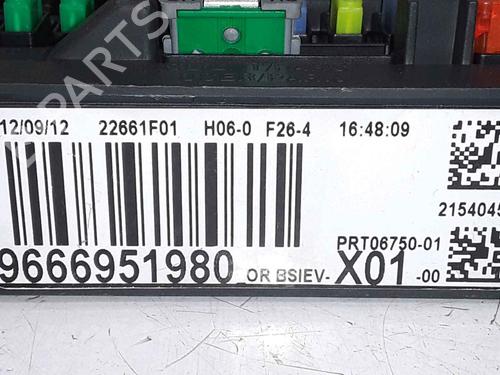 12/09/12 22661F01 H06-0 F26-4 16:48:09
2154045
PRT06750-01
9666951980 OR BSIEV- X01 -00